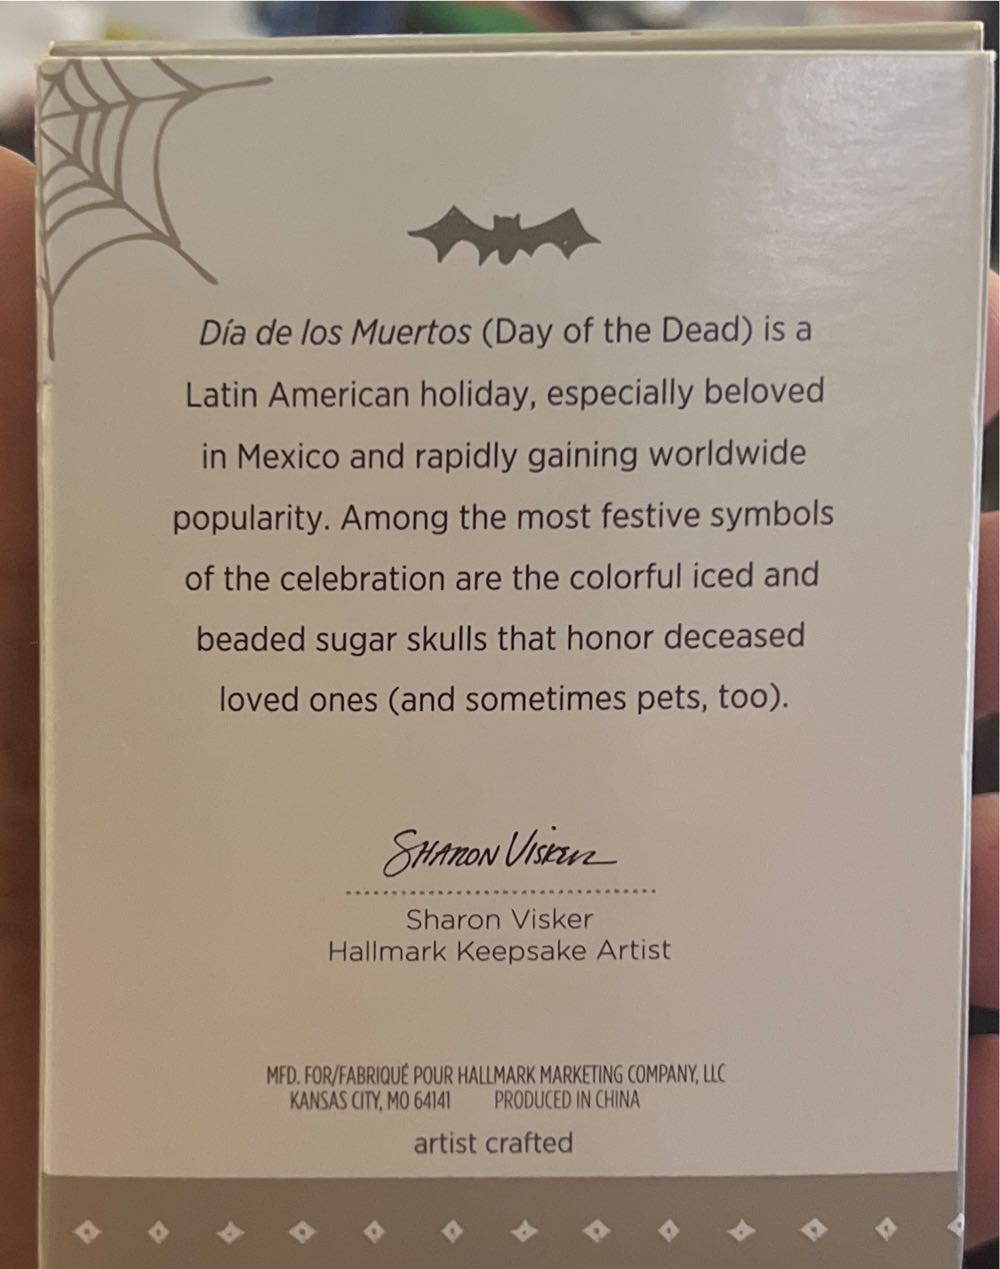 Día de los Muertos (Day of the Dead) is a
Latin American holiday, especially beloved
in Mexico and rapidly gaining worldwide
popularity. Among the most festive symbols
of the celebration are the colorful iced and
beaded sugar skulls that honor deceased
loved ones (and sometimes pets, too).
SHARON VISKER
Sharon Visker
Hallmark Keepsake Artist
MFD. FOR/FABRIQUÉ POUR HALLMARK MARKETING COMPANY, LLC
KANSAS CITY, MO 64141 PRODUCED IN CHINA
artist crafted